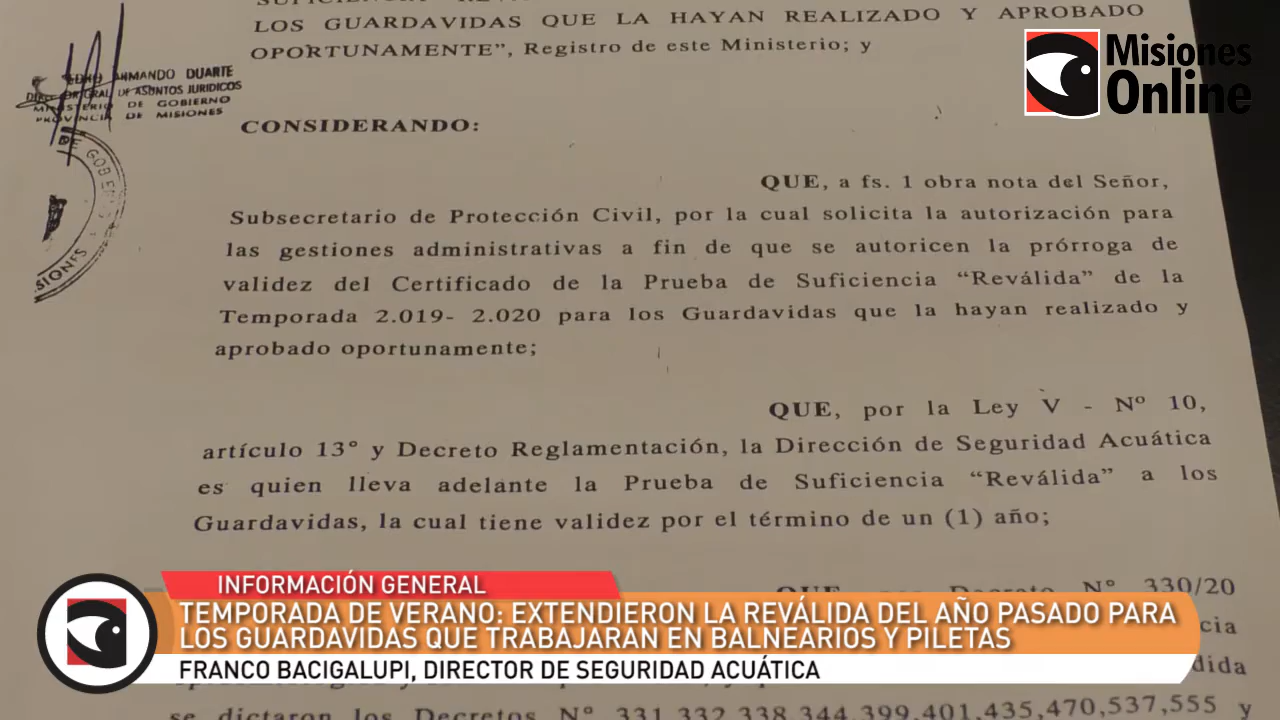 LOS GUARDAVIDAS QUE LA HAYAN REALIZADO Y APROBADO
OPORTUNAMENTE”, Registro de este Ministerio; y
Misiones
Online
ARMANDO DUARTE
GRAL DE ASUNTOS JURIDICOS
MINISTERIO DE GOBIERNO
PROVINCIA DE MISIONES
CONSIDERANDO:
QUE, a fs. 1 obra nota del Señor,
Subsecretario de Protección Civil, por la cual solicita la autorización para
las gestiones administrativas a fin de que se autoricen la prórroga de
validez del Certificado de la Prueba de Suficiencia “Reválida” de la
Temporada 2.019- 2.020 para los Guardavidas que la hayan realizado y
aprobado oportunamente;
QUE, por la Ley V - Nº 10,
artículo 13° y Decreto Reglamentación, la Dirección de Seguridad Acuática
es quien lleva adelante la Prueba de Suficiencia “Reválida” a los
Guardavidas, la cual tiene validez por el término de un (1) año;
Decreto Nº 330/20
INFORMACIÓN GENERAL
TEMPORADA DE VERANO: EXTENDIERON LA REVÁLIDA DEL AÑO PASADO PARA
LOS GUARDAVIDAS QUE TRABAJARAN EN BALNEARIOS Y PILETAS
FRANCO BACIGALUPI, DIRECTOR DE SEGURIDAD ACUÁTICA
se dictaron los Decretos Nº 331,332,338,344,399,401,435,470,537,555 y